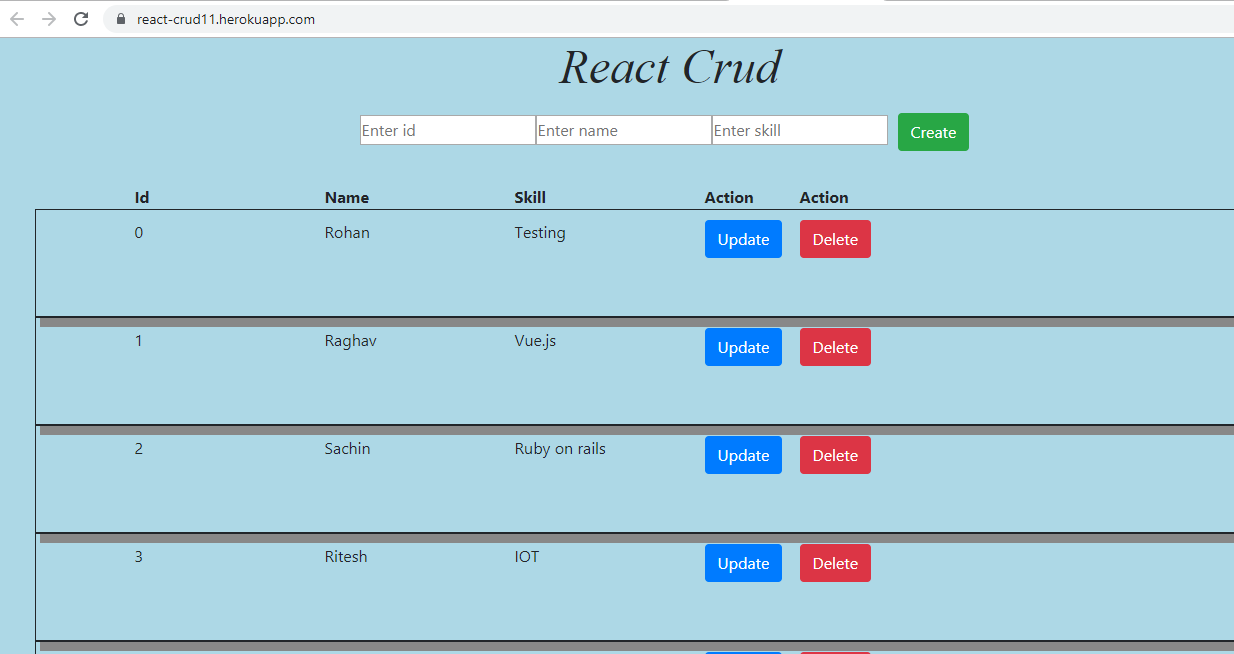 react-crud11.herokuapp.com
React Crud
Enter id Enter name Enter skill Create
Id Name Skill Action Action
0 Rohan Testing Update Delete
1 Raghav Vue.js Update Delete
2 Sachin Ruby on rails Update Delete
3 Ritesh IOT Update Delete